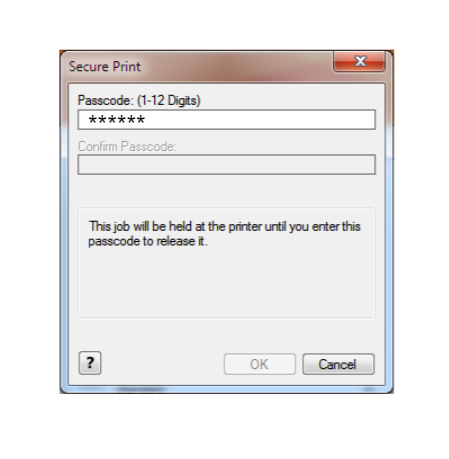 Secure Print
Passcode: (1-12 Digits)
******
Confirm Passcode:
This job will be held at the printer until you enter this
passcode to release it.
?
OK
Cancel